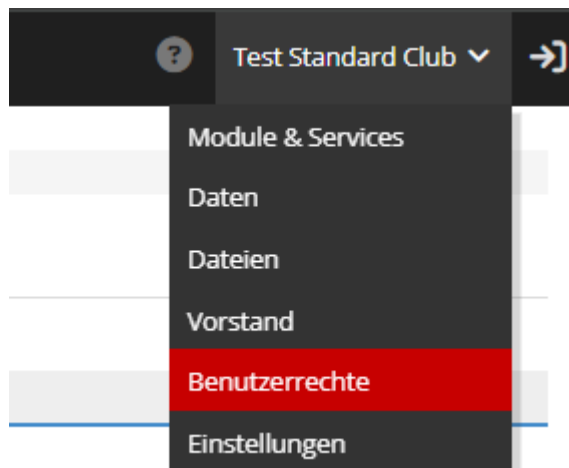 ?
Test Standard Club
Module & Services
Daten
Dateien
Vorstand
Benutzerrechte
Einstellungen